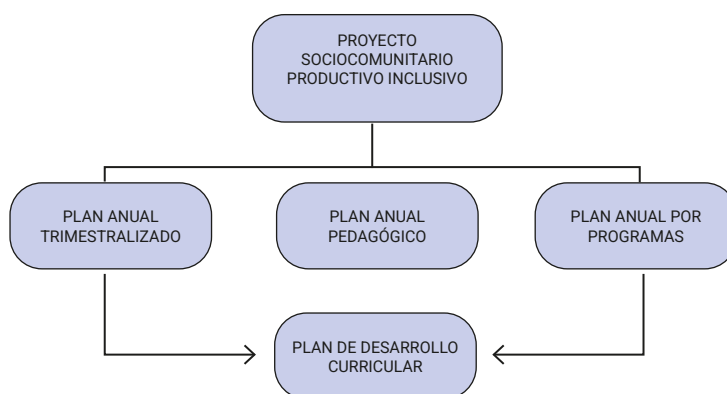 PROYECTO
SOCIOCOMUNITARIO
PRODUCTIVO INCLUSIVO
PLAN ANUAL
TRIMESTRALIZADO
PLAN ANUAL
PEDAGÓGICO
PLAN ANUAL POR
PROGRAMAS
PLAN DE DESARROLLO
CURRICULAR